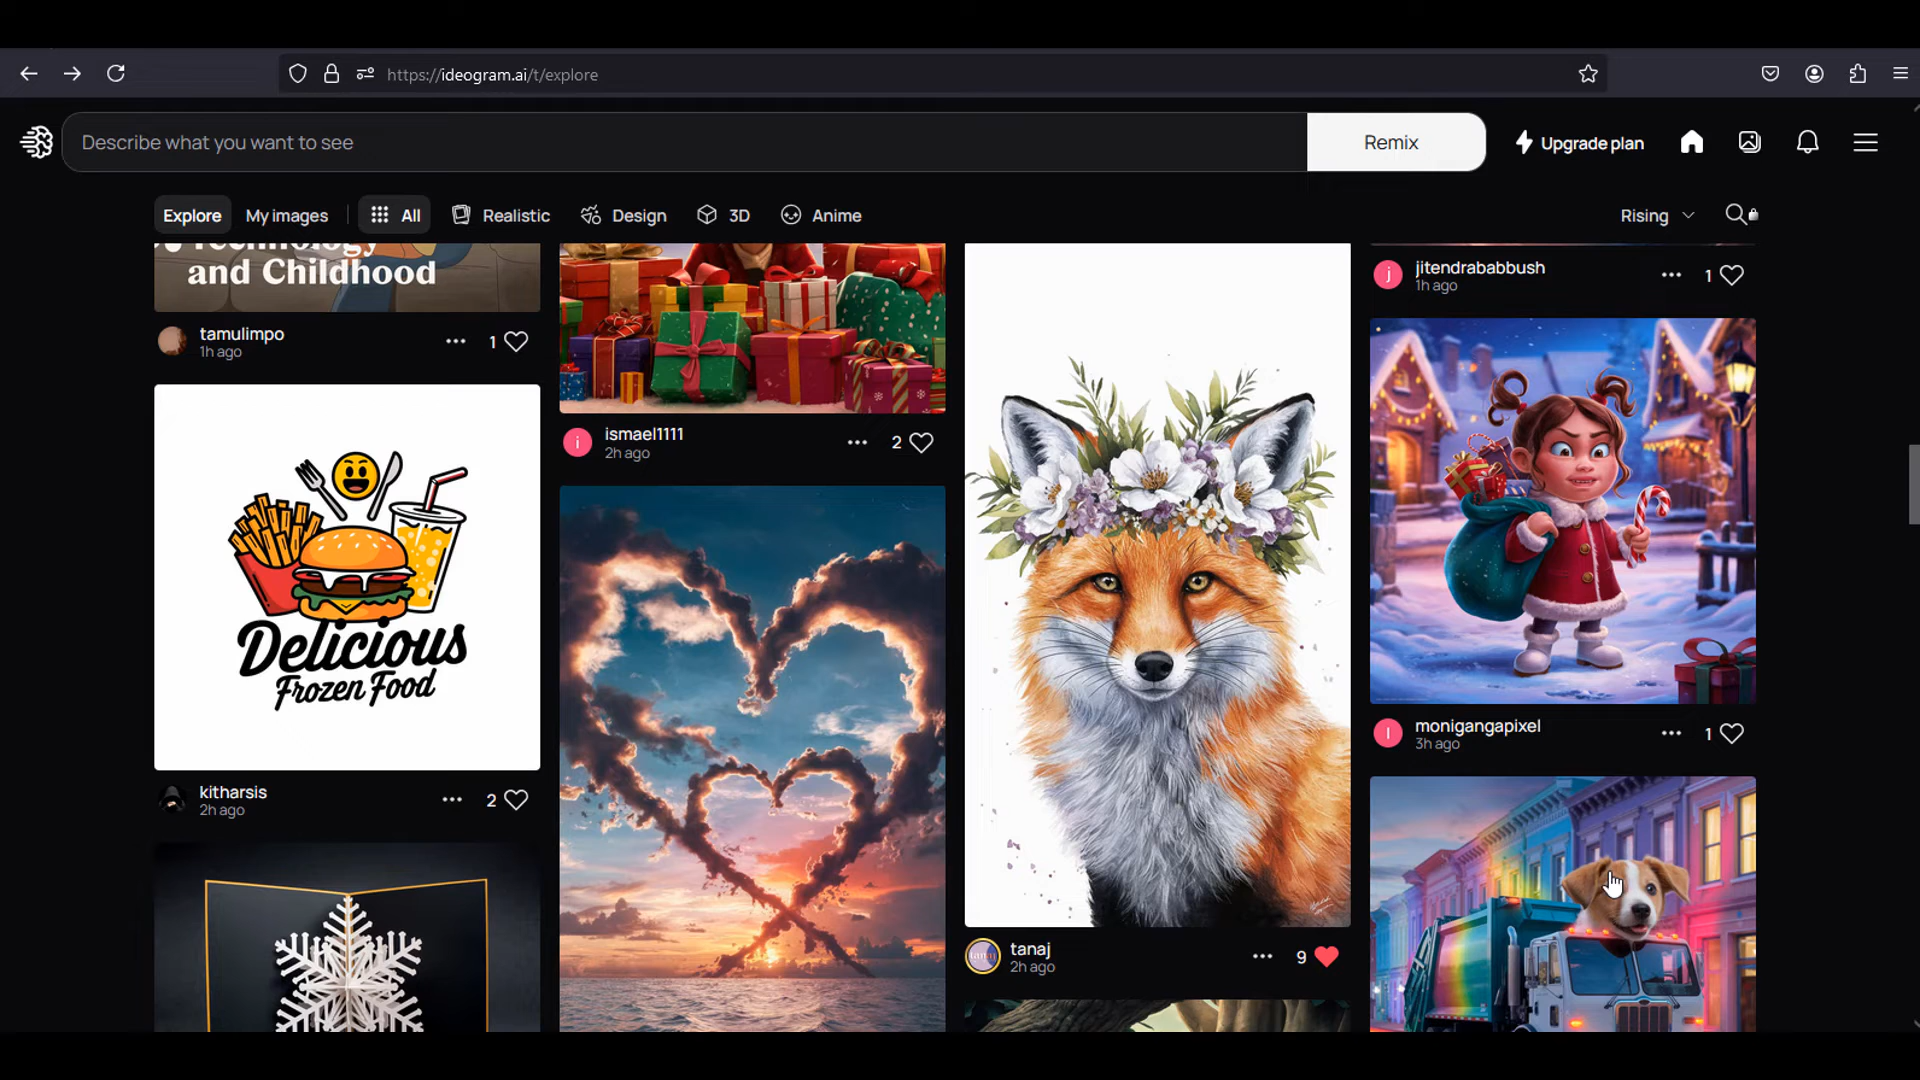 https://ideogram.ai/t/explore
Describe what you want to see
Remix
Upgrade plan
Explore
My images
All
Realistic
Design
3D
Anime
Rising
Technology
and Childhood
tamulimpo
1h ago
1
Delicious
Frozen Food
kitharsis
2h ago
2
ismael1111
2h ago
2
tanaj
2h ago
9
j
jitendrababbush
1h ago
1
monigangapixel
3h ago
1